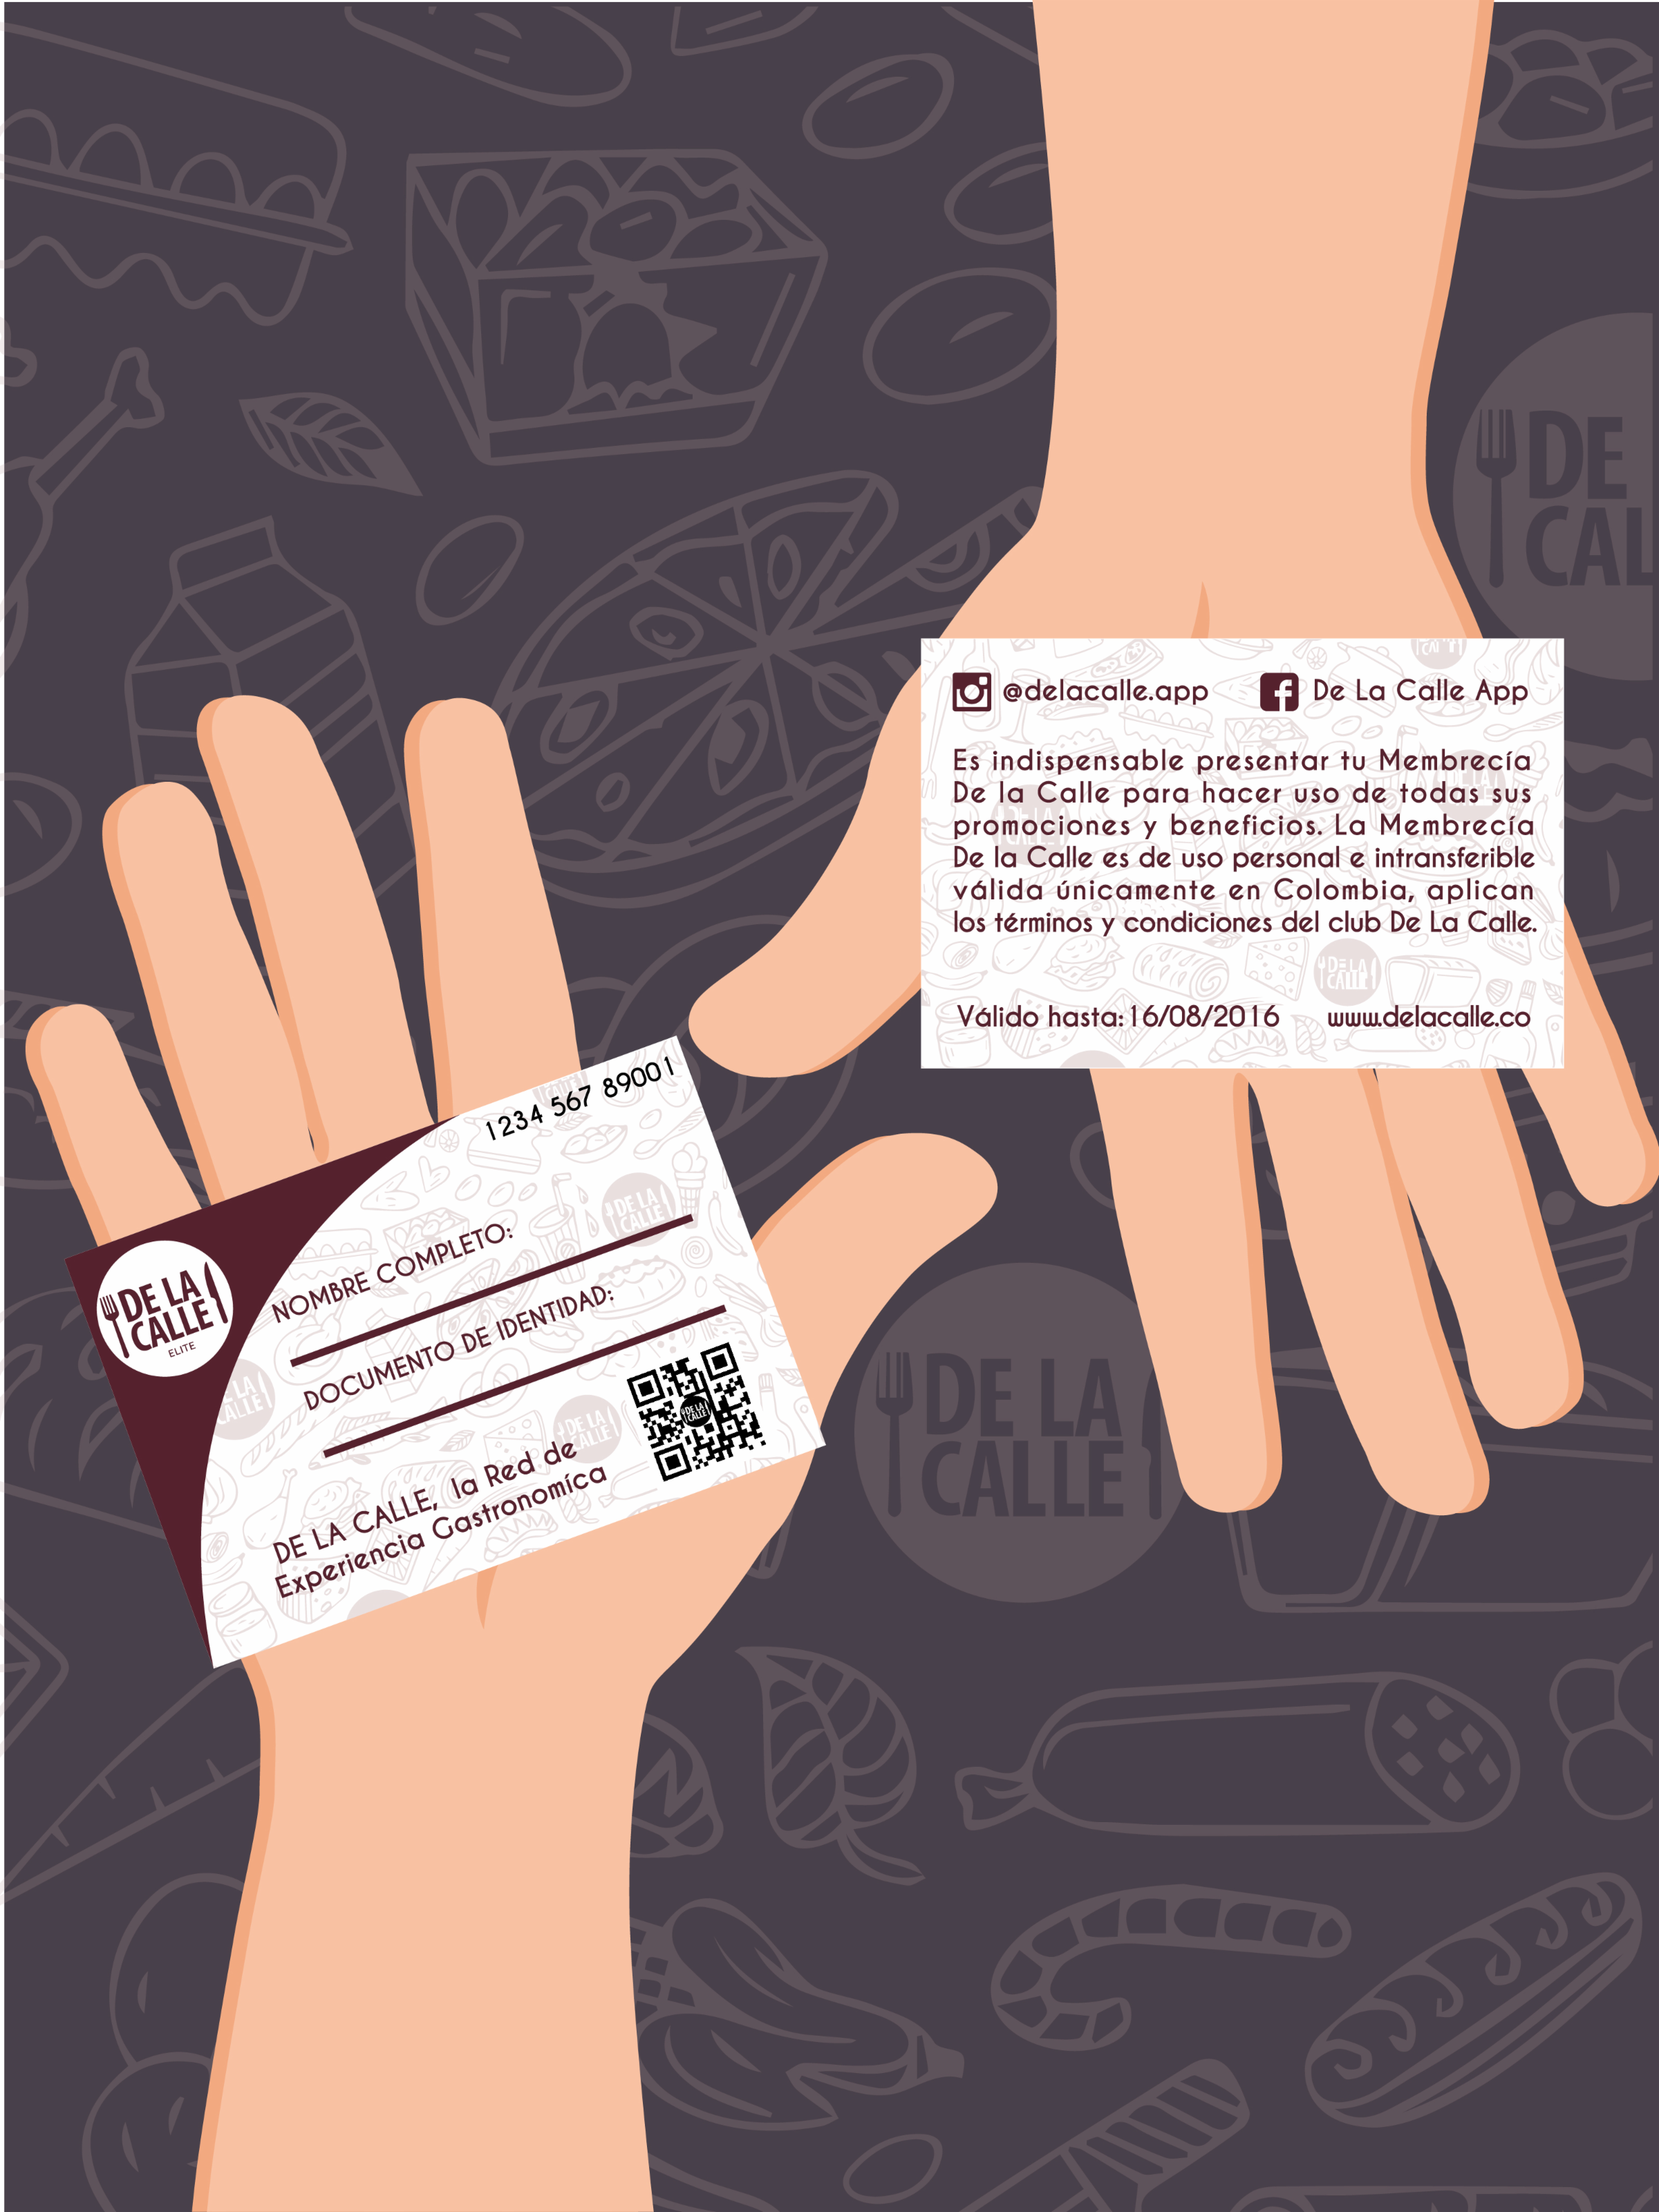 DE
CAL
@delacalle.app
De La Calle App
Es indispensable presentar tu Membrecía
De la Calle para hacer uso de todas sus
promociones y beneficios. La Membrecía
De la Calle es de uso personal e intransferible
válida únicamente en Colombia, aplican
los términos y condiciones del club De La Calle.
Válido hasta:16/08/2016
www.delacalle.co
1234 567 89001
DE LA
CALLE
ELITE
NOMBRE COMPLETO:
DOCUMENTO DE IDENTIDAD:
DE LA CALLE, la Red de
Experiencia Gastronomíca
DE LA
CALLE
DE LA
CALLE